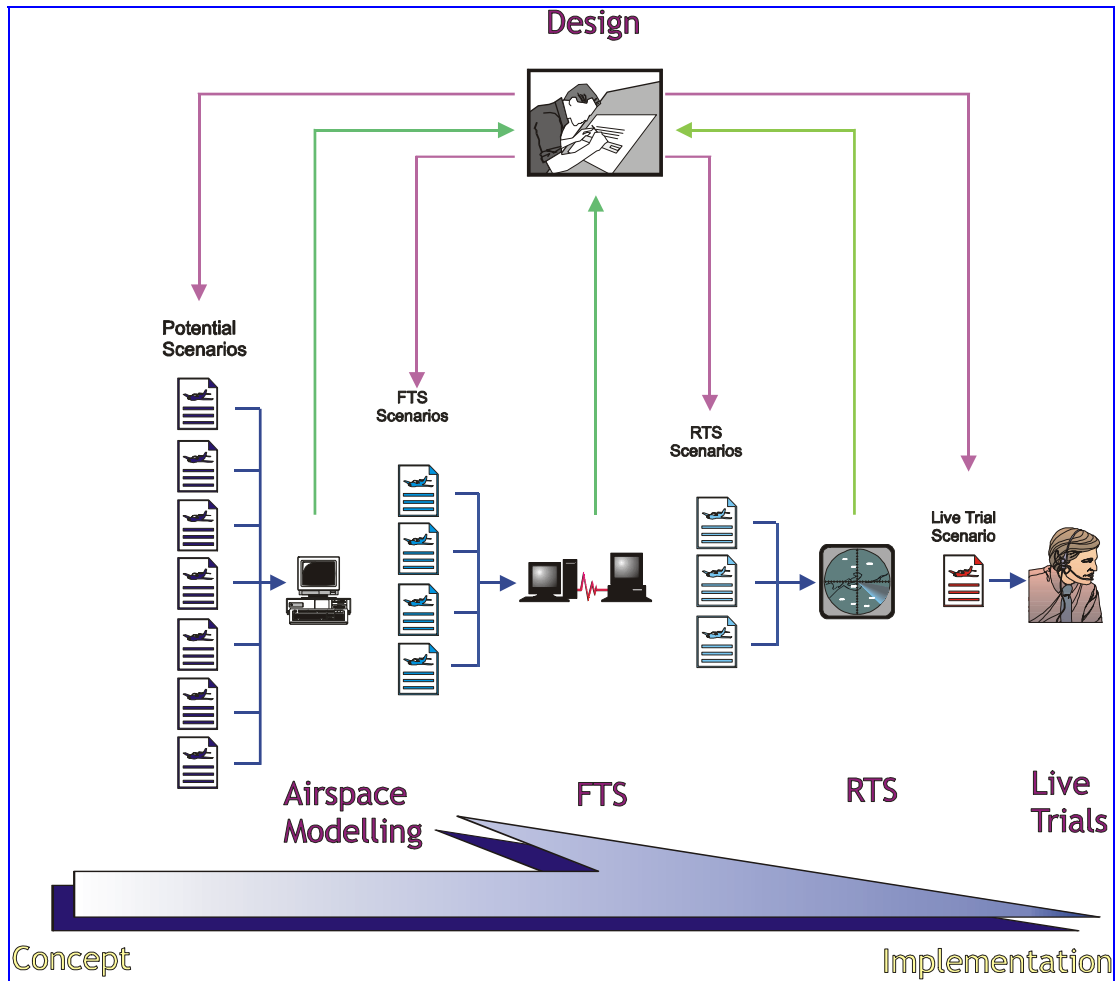 Design
Potential
Scenarios
FTS
Scenarios
RTS
Scenarios
Live Trial
Scenario
Airspace
Modelling
FTS
RTS
Live
Trials
Concept
Implementation